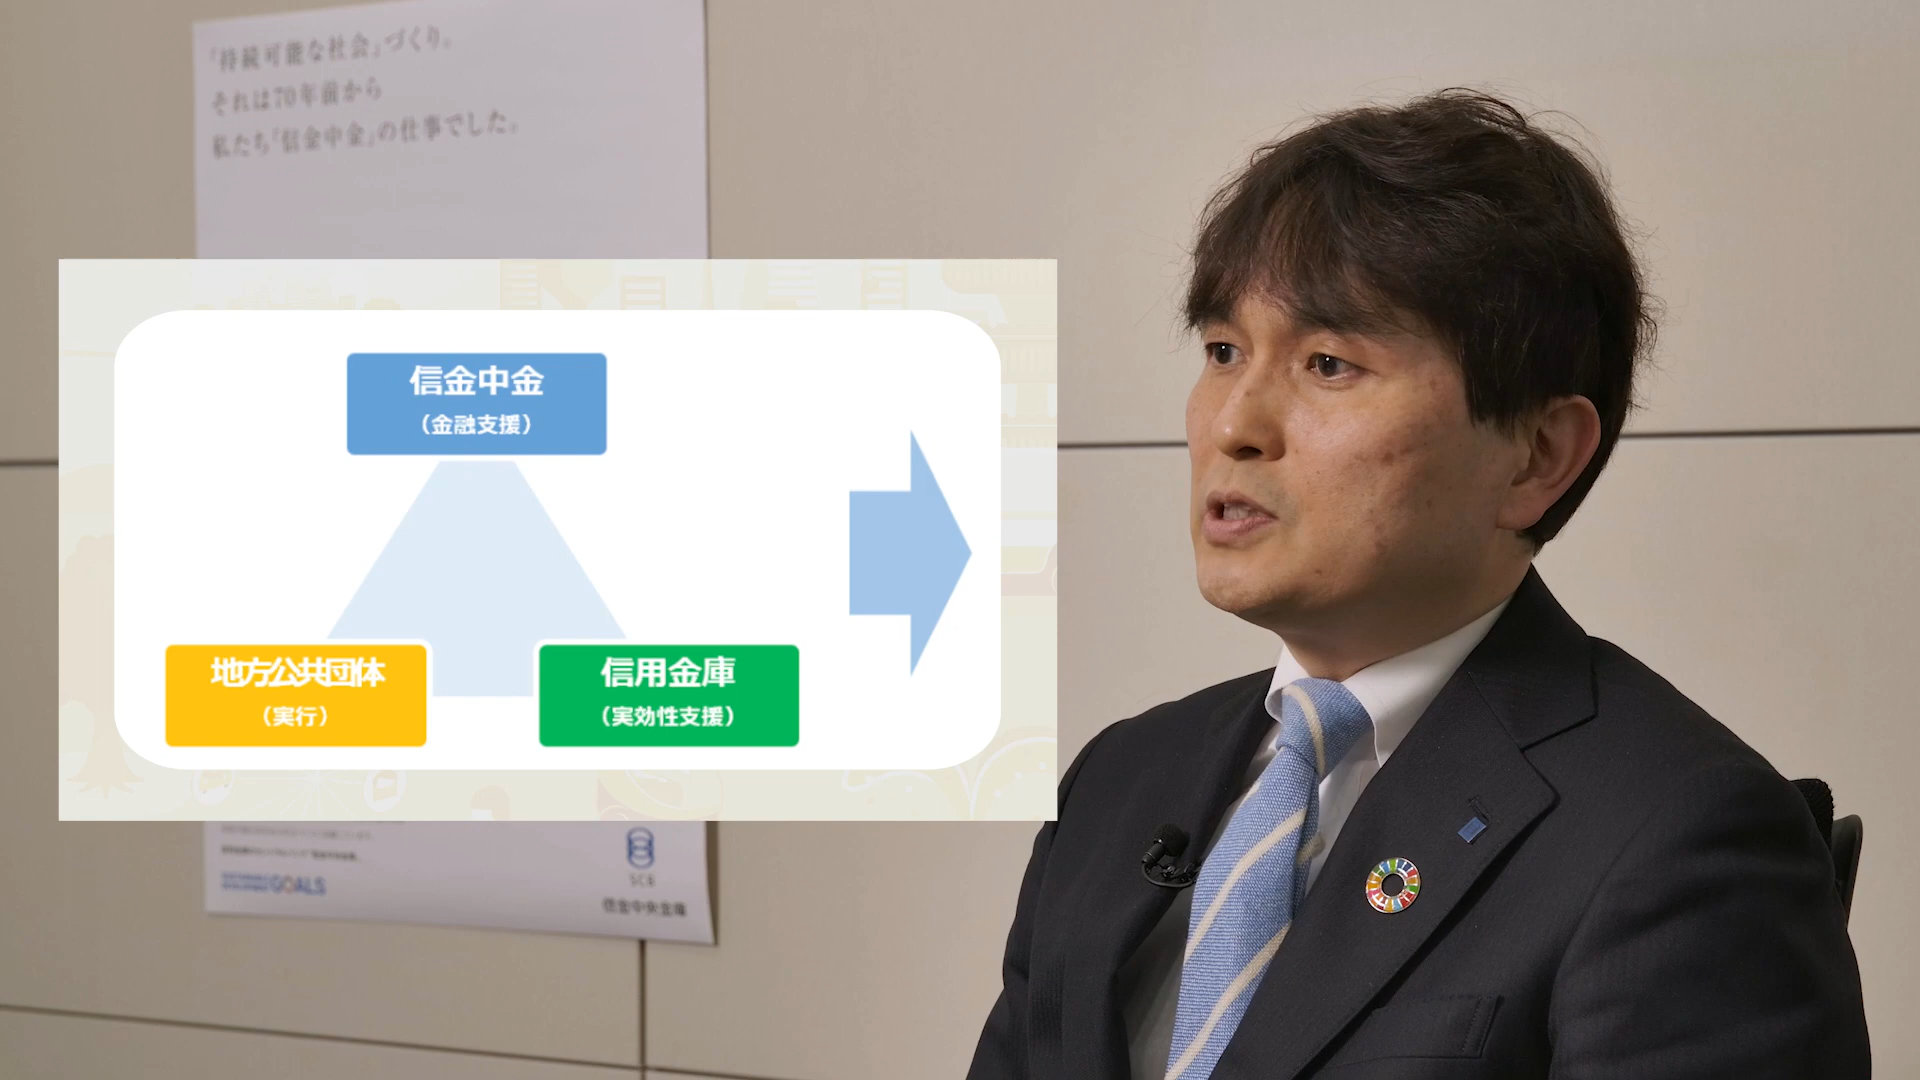 「持続可能な社会」づくり。
それは70年前から
私たち「信金中金」の仕事でした。
信金中金
（金融支援）
地方公共団体
（実行）
信用金庫
（実効性支援）
GOALS
SCB
信金中央金庫